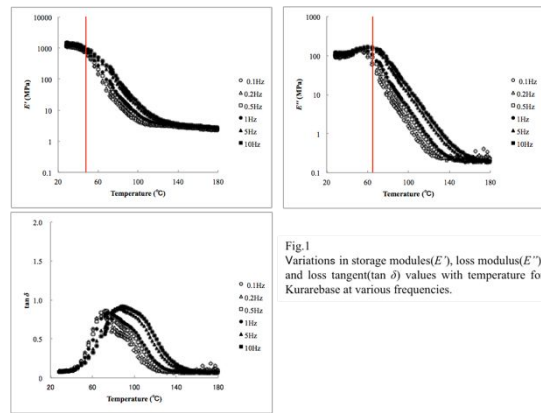 10000
1000
100
10
1
0.1
E' (MPa)
20 60 100 140 180
Temperature (℃)
0.1Hz
0.2Hz
0.5Hz
1Hz
5Hz
10Hz
1000
100
10
1
0.1
E'' (MPa)
20 60 100 140 180
Temerature (℃)
0.1Hz
0.2Hz
0.5Hz
1Hz
5Hz
10Hz
2.0
1.5
1.0
0.5
0
tan δ
20 60 100 140 180
Temperature (℃)
0.1Hz
0.2Hz
0.5Hz
1Hz
5Hz
10Hz
Fig.1
Variations in storage modules(E'), loss modulus(E'')
and loss tangent(tan δ) values with temperature for
Kurarebase at various frequencies.